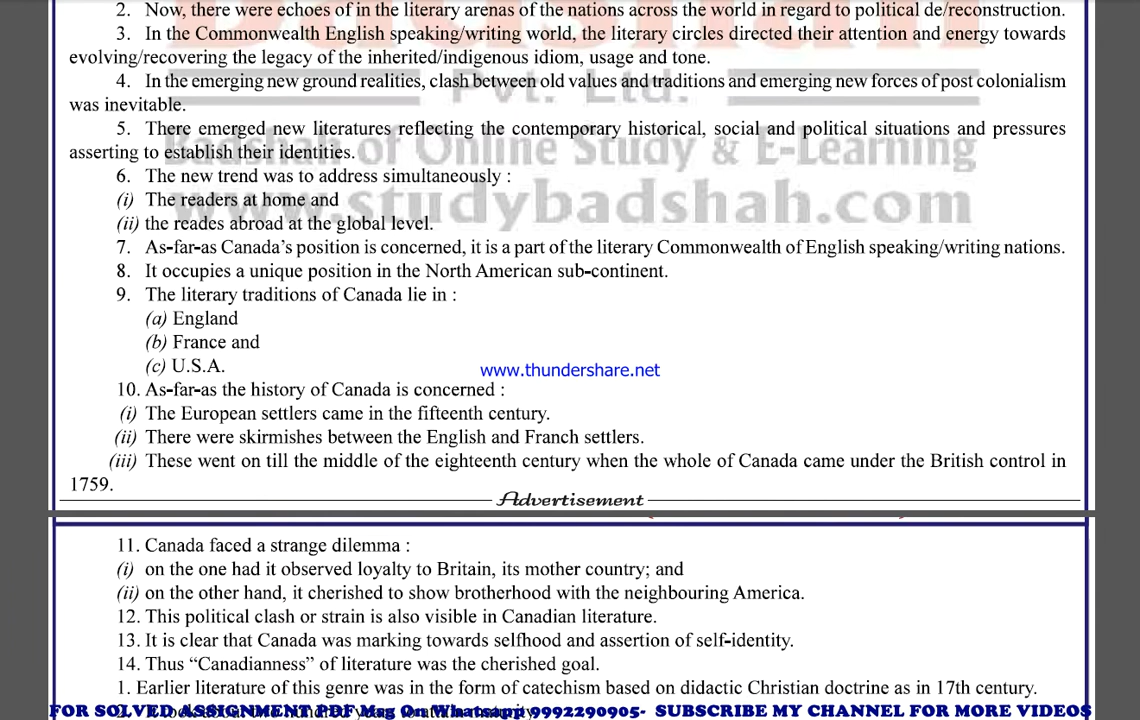 2. Now, there were echoes of in the literary arenas of the nations across the world in regard to political de/reconstruction.
3. In the Commonwealth English speaking/writing world, the literary circles directed their attention and energy towards
evolving/recovering the legacy of the inherited/indigenous idiom, usage and tone.
Pvt. Ltd.
4. In the emerging new ground realities, clash between old values and traditions and emerging new forces of post colonialism
was inevitable.
5. There emerged new literatures reflecting the contemporary historical, social and political situations and pressures
asserting to establish their identities.
Badshah of Online Study & E-Learning
6. The new trend was to address simultaneously :
(i) The readers at home and
www.studybadshah.com
(ii) the reades abroad at the global level.
7. As-far-as Canada's position is concerned, it is a part of the literary Commonwealth of English speaking/writing nations.
8. It occupies a unique position in the North American sub-continent.
9. The literary traditions of Canada lie in :
(a) England
(b) France and
(c) U.S.A.
www.thundershare.net
10. As-far-as the history of Canada is concerned :
(i) The European settlers came in the fifteenth century.
(ii) There were skirmishes between the English and Franch settlers.
(iii) These went on till the middle of the eighteenth century when the whole of Canada came under the British control in
1759.
Advertisement
11. Canada faced a strange dilemma :
(i) on the one had it observed loyalty to Britain, its mother country; and
(ii) on the other hand, it cherished to show brotherhood with the neighbouring America.
12. This political clash or strain is also visible in Canadian literature.
13. It is clear that Canada was marking towards selfhood and assertion of self-identity.
14. Thus “Canadianness” of literature was the cherished goal.
1. Earlier literature of this genre was in the form of catechism based on didactic Christian doctrine as in 17th century.
FOR SOLVED ASSIGNMENT PDF Msg On Whatsapp 9992290905- SUBSCRIBE MY CHANNEL FOR MORE VIDEOS